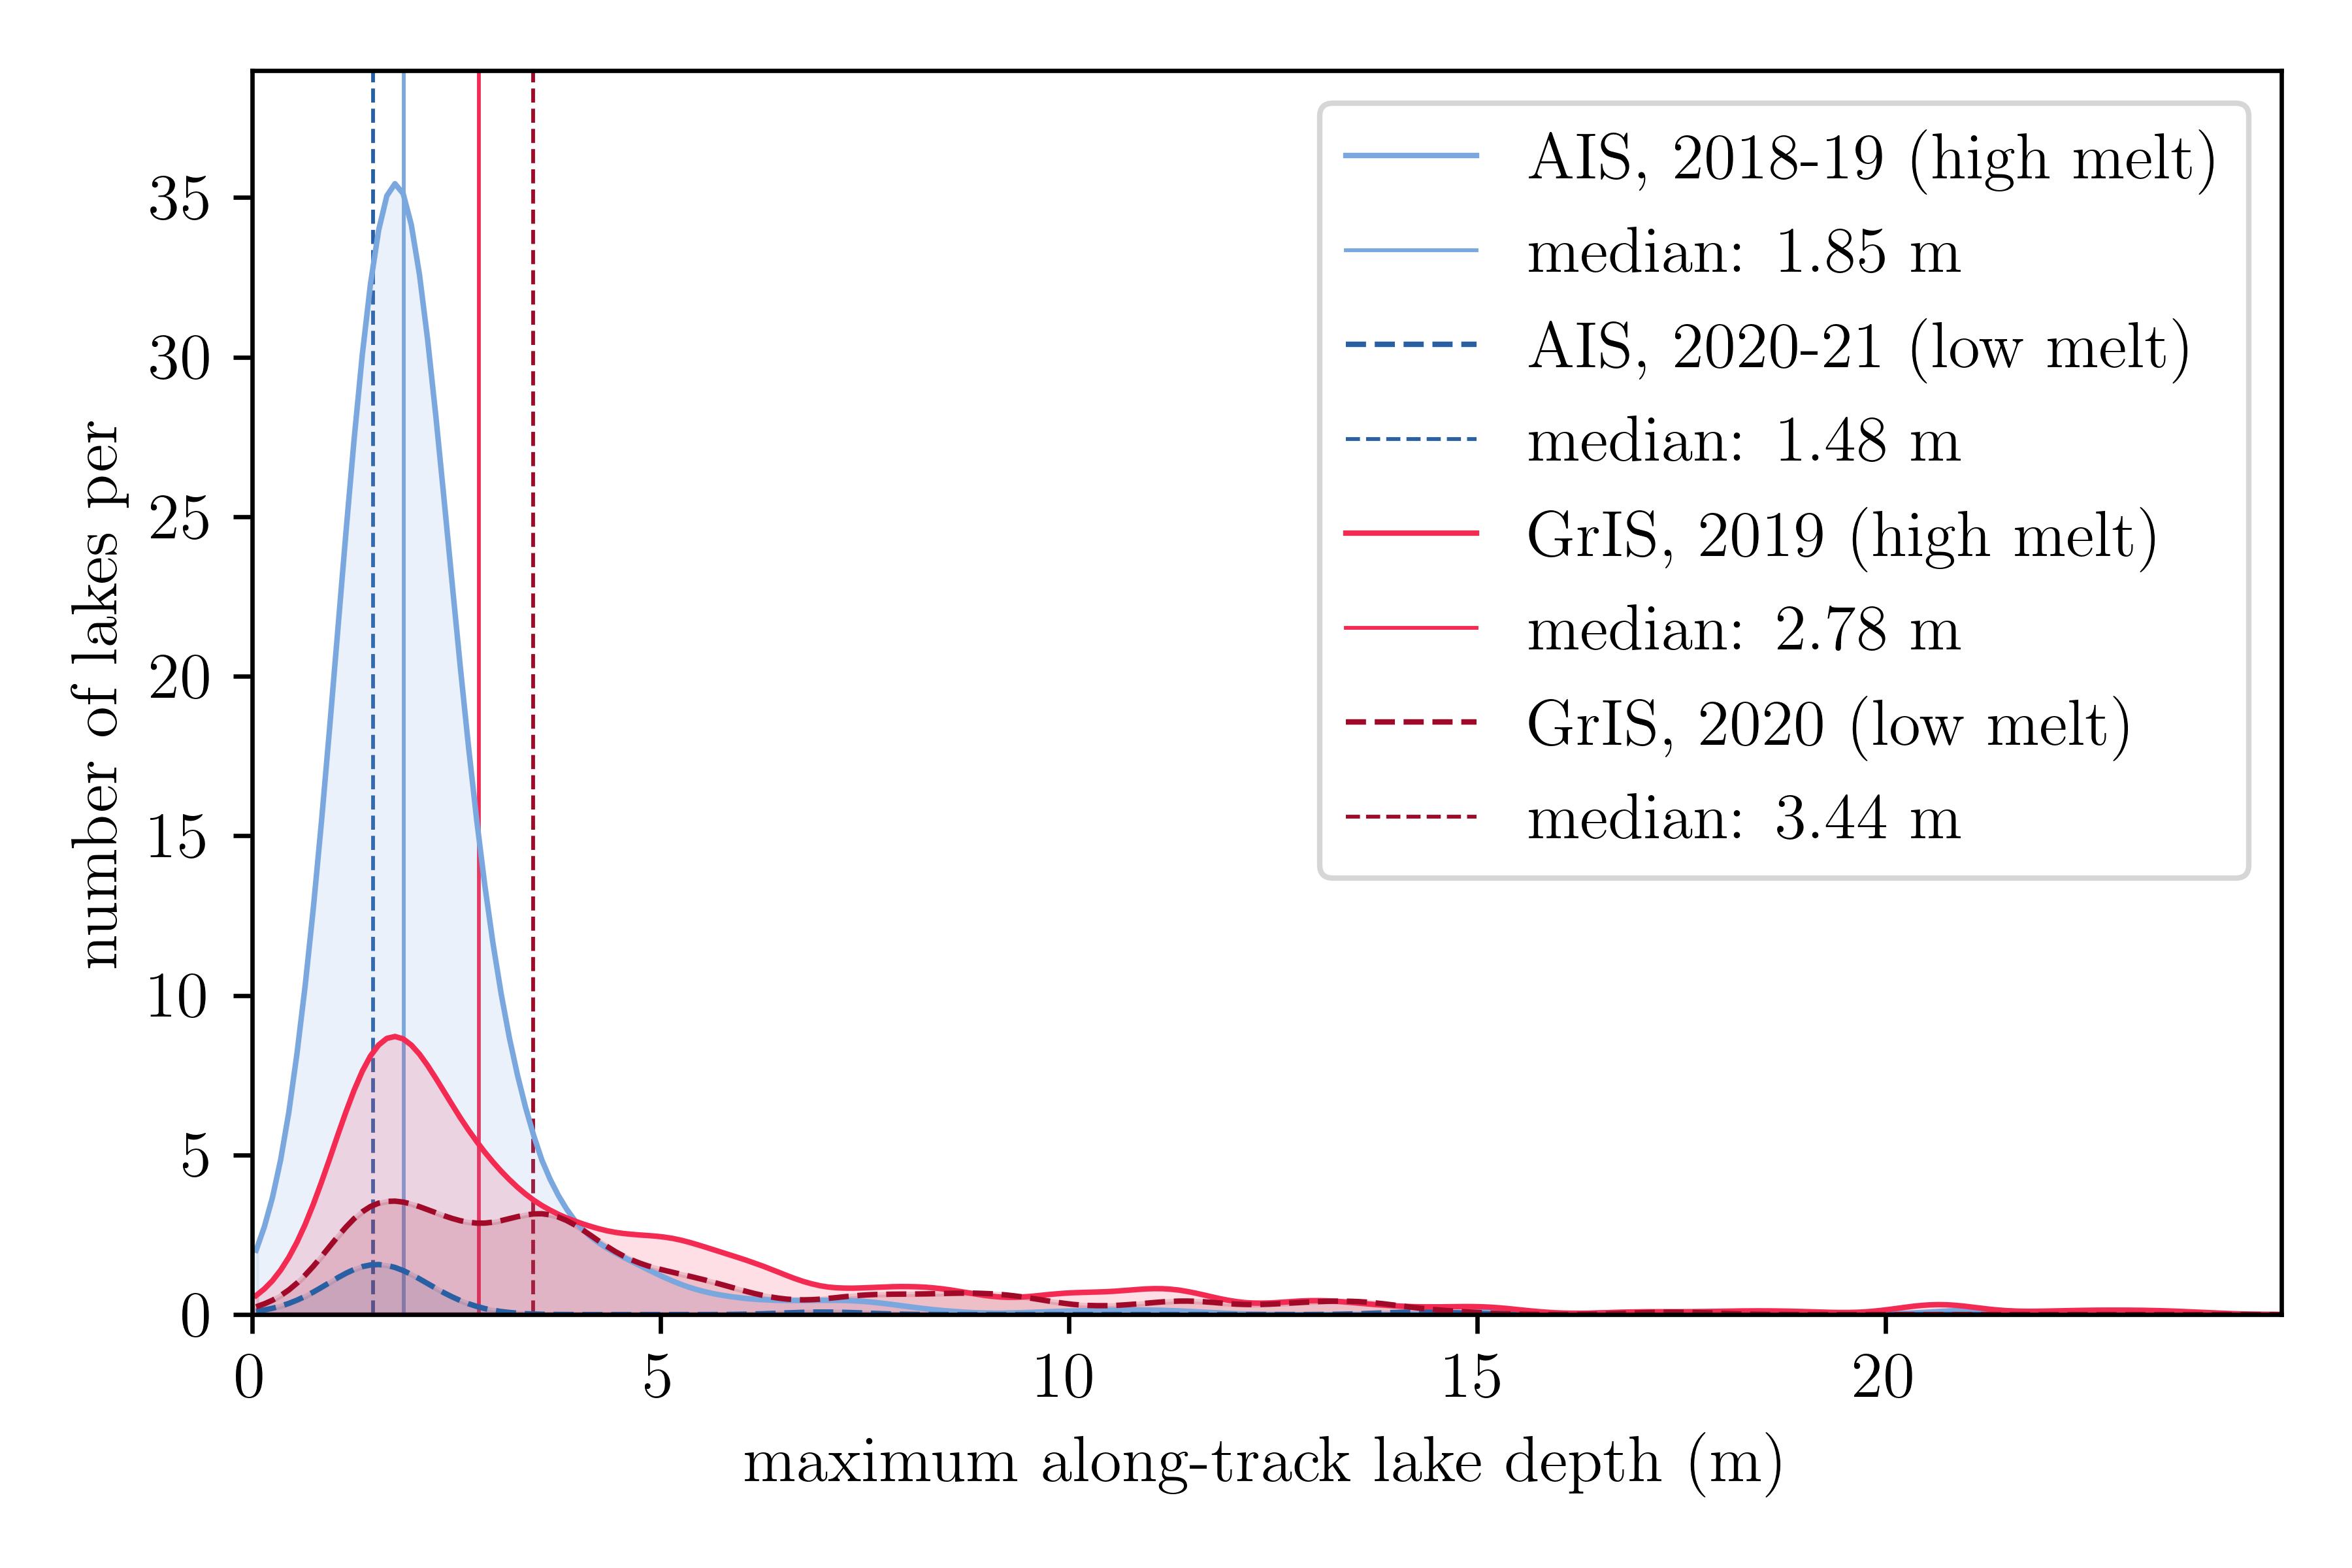 number of lakes per
35
30
25
20
15
10
5
0
AIS, 2018-19 (high melt)
median: 1.85 m
AIS, 2020-21 (low melt)
median: 1.48 m
GrIS, 2019 (high melt)
median: 2.78 m
GrIS, 2020 (low melt)
median: 3.44 m
0 5 10 15 20
maximum along-track lake depth (m)